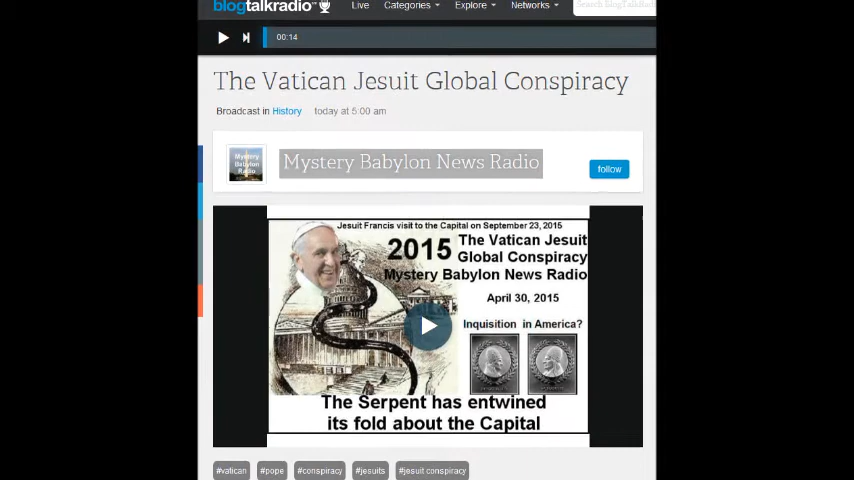 blogtalkradio Live Categories Explore Networks Search BlogTalkRadio
00:14
The Vatican Jesuit Global Conspiracy
Broadcast in History today at 5:00 am
Mystery Babylon Radio
Mystery Babylon News Radio
follow
Jesuit Francis visit to the Capital on September 23, 2015
2015
The Vatican Jesuit
Global Conspiracy
Mystery Babylon News Radio
April 30, 2015
Inquisition in America?
The Serpent has entwined
its fold about the Capital
#vatican #pope #conspiracy #jesuits #jesuit conspiracy